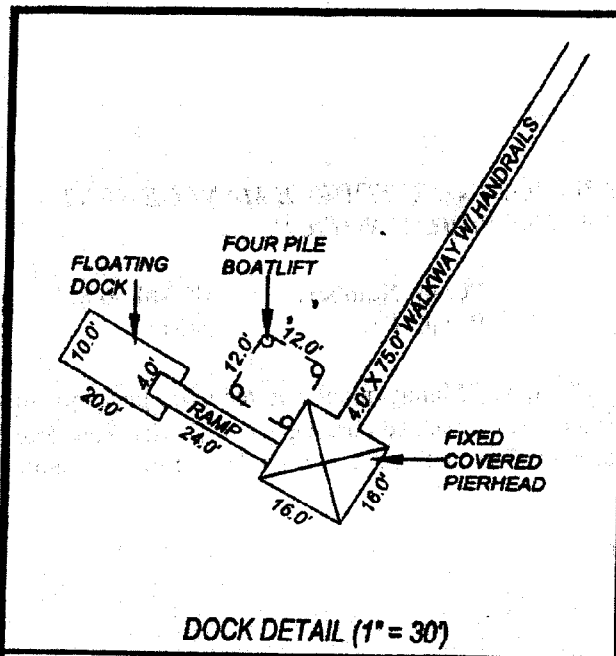 4.0' X 75.0' WALKWAY W/ HANDRAILS
FOUR PILE
BOATLIFT
FLOATING
DOCK
12.0'
12.0'
10.0'
4.0'
20.0'
RAMP
24.0'
FIXED
COVERED
PIERHEAD
16.0'
16.0'
DOCK DETAIL (1" = 30')